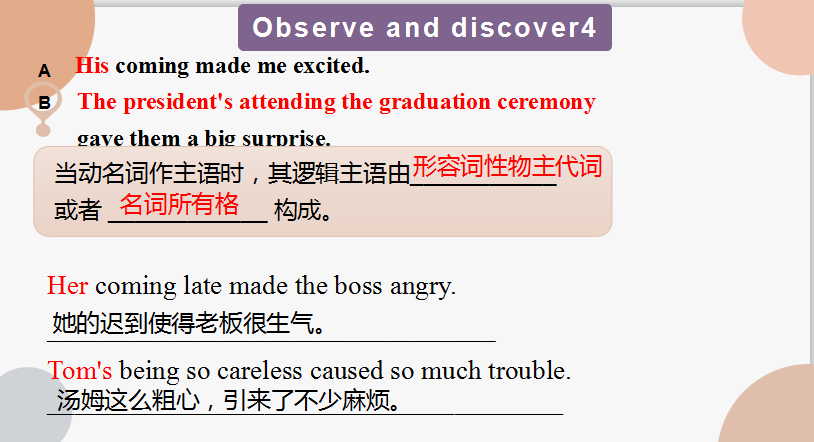 Observe and discover4
A His coming made me excited.
B The president's attending the graduation ceremony
gave them a big surprise.
当动名词作主语时，其逻辑主语由形容词性物主代词
或者 名词所有格 构成。
Her coming late made the boss angry.
她的迟到使得老板很生气。
Tom's being so careless caused so much trouble.
汤姆这么粗心，引来了不少麻烦。